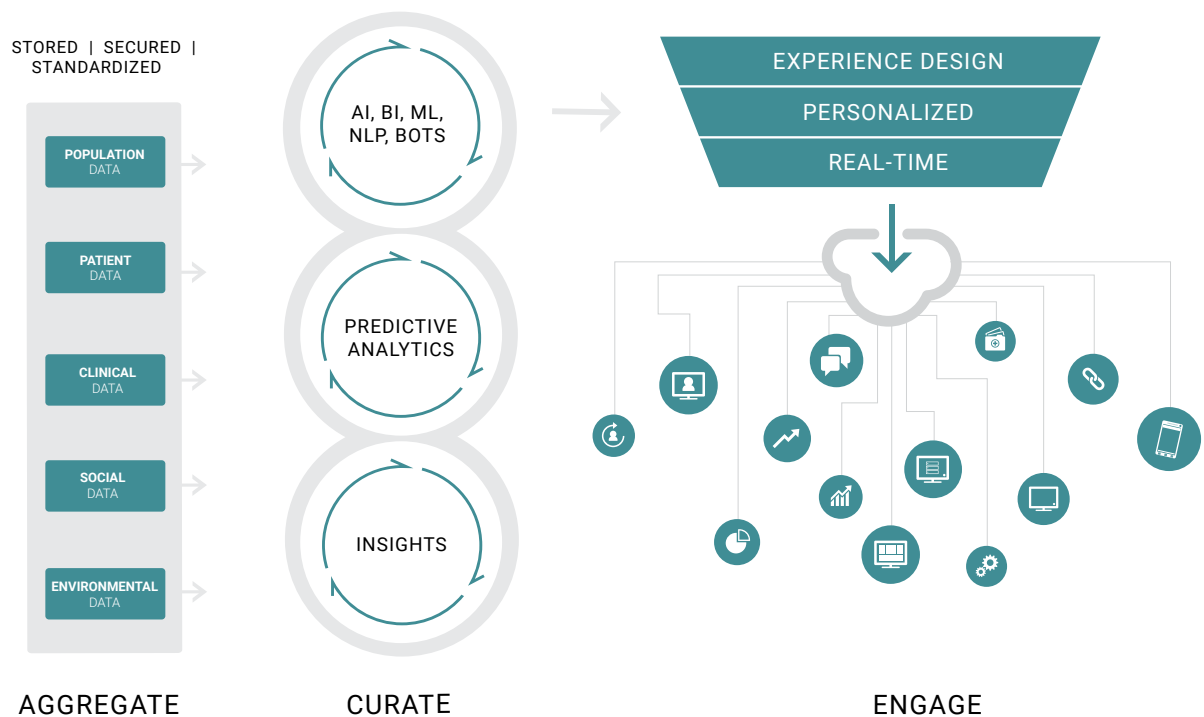 STORED | SECURED |
STANDARDIZED
POPULATION
DATA
PATIENT
DATA
CLINICAL
DATA
SOCIAL
DATA
ENVIRONMENTAL
DATA
AGGREGATE
AI, BI, ML,
NLP, BOTS
PREDICTIVE
ANALYTICS
INSIGHTS
CURATE
EXPERIENCE DESIGN
PERSONALIZED
REAL-TIME
ENGAGE